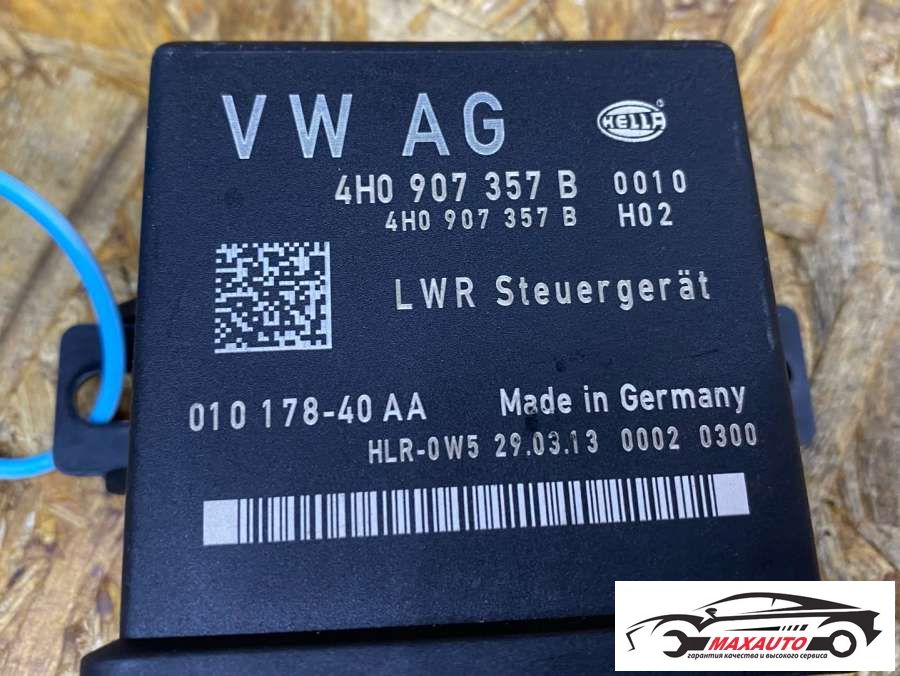 VW AG
HELLA
4H0 907 357 B 0010
4H0 907 357 B H02
LWR Steuergerät
010 178-40 AA Made in Germany
HLR-0W5 29.03.13 0002 0300
MAXAUTO
гарантия качества и высокого сервиса